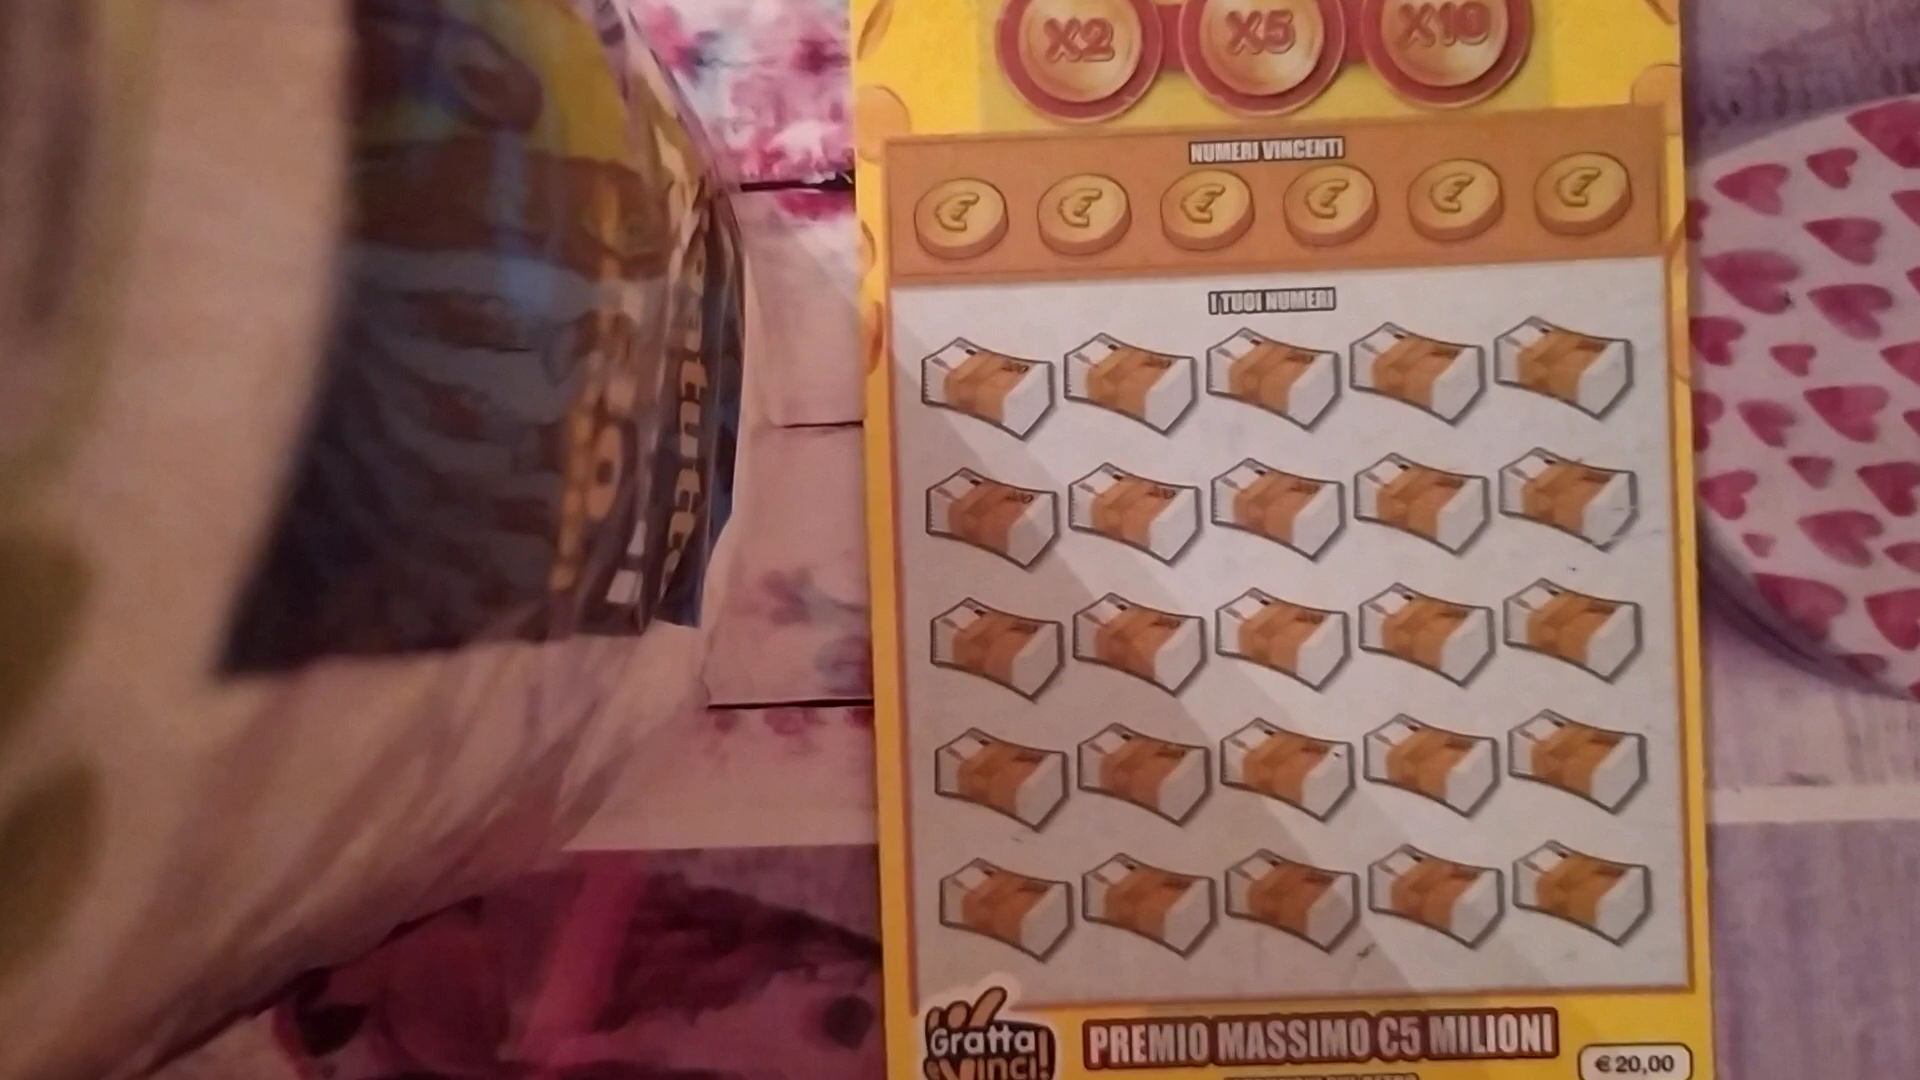 X2 X5 X10
NUMERI VINCENTI
I TUOI NUMERI
Gratta
Vinci!
PREMIO MASSIMO €5 MILIONI
€20,00